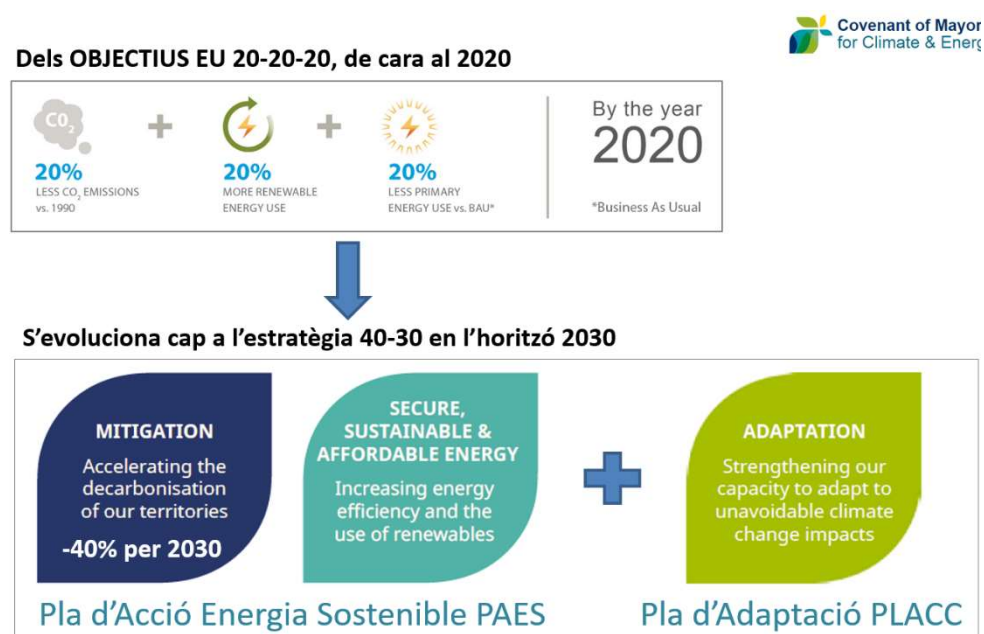 Covenant of Mayor
for Climate & Energ
Dels OBJECTIUS EU 20-20-20, de cara al 2020
CO2
20%
LESS CO2 EMISSIONS
vs. 1990
+
20%
MORE RENEWABLE
ENERGY USE
+
20%
LESS PRIMARY
ENERGY USE vs. BAU*
By the year
2020
*Business As Usual
S’evoluciona cap a l’estratègia 40-30 en l’horitzó 2030
MITIGATION
Accelerating the
decarbonisation
of our territories
-40% per 2030
SECURE,
SUSTAINABLE &
AFFORDABLE ENERGY
Increasing energy
efficiency and the
use of renewables
ADAPTATION
Strengthening our
capacity to adapt to
unavoidable climate
change impacts
Pla d’Acció Energia Sostenible PAES
Pla d’Adaptació PLACC